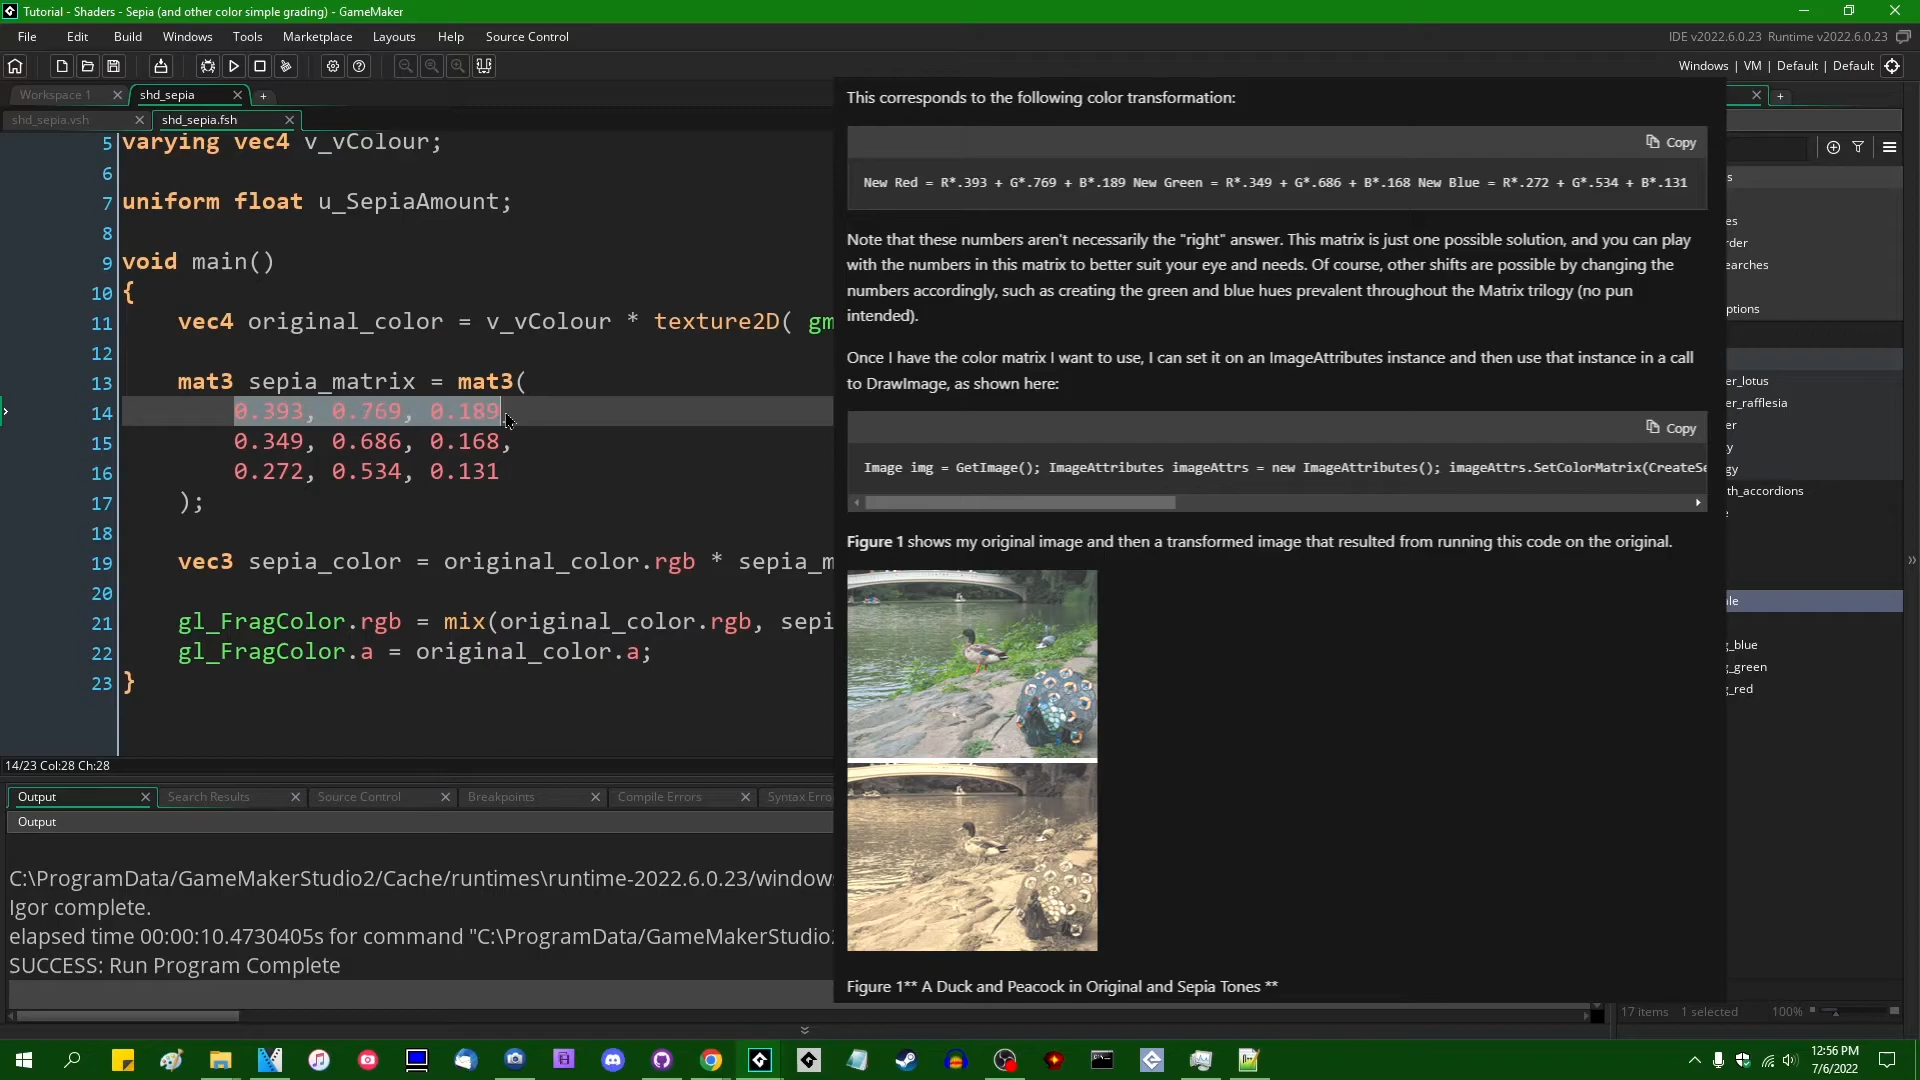 Tutorial - Shaders - Sepia (and other color simple grading) - GameMaker
File Edit Build Windows Tools Marketplace Layouts Help Source Control
IDE v2022.6.0.23 Runtime v2022.6.0.23
Windows | VM | Default | Default
Workspace 1
shd_sepia
shd_sepia.vsh
shd_sepia.fsh
5 varying vec4 v_vColour;
6
7 uniform float u_SepiaAmount;
8
9 void main()
10 {
11 vec4 original_color = v_vColour * texture2D( gm
12
13 mat3 sepia_matrix = mat3(
14 0.393, 0.769, 0.189,
15 0.349, 0.686, 0.168,
16 0.272, 0.534, 0.131
17 );
18
19 vec3 sepia_color = original_color.rgb * sepia_m
20
21 gl_FragColor.rgb = mix(original_color.rgb, sepi
22 gl_FragColor.a = original_color.a;
23 }
14/23 Col:28 Ch:28
Output Search Results Source Control Breakpoints Compile Errors Syntax Erro
Output
C:\ProgramData/GameMakerStudio2/Cache/runtimes\runtime-2022.6.0.23/window
Igor complete.
elapsed time 00:00:10.4730405s for command "C:\ProgramData/GameMakerStudio
SUCCESS: Run Program Complete
This corresponds to the following color transformation:
Copy
New Red = R*.393 + G*.769 + B*.189 New Green = R*.349 + G*.686 + B*.168 New Blue = R*.272 + G*.534 + B*.131
Note that these numbers aren't necessarily the "right" answer. This matrix is just one possible solution, and you can play
with the numbers in this matrix to better suit your eye and needs. Of course, other shifts are possible by changing the
numbers accordingly, such as creating the green and blue hues prevalent throughout the Matrix trilogy (no pun
intended).
Once I have the color matrix I want to use, I can set it on an ImageAttributes instance and then use that instance in a call
to DrawImage, as shown here:
Copy
Image img = GetImage(); ImageAttributes imageAttrs = new ImageAttributes(); imageAttrs.SetColorMatrix(CreateSe
Figure 1 shows my original image and then a transformed image that resulted from running this code on the original.
Figure 1** A Duck and Peacock in Original and Sepia Tones **
s
es
rder
earches
ptions
er_lotus
er_rafflesia
er
y
gy
th_accordions
e
ale
g_blue
g_green
g_red
17 items 1 selected 100%
12:56 PM
7/6/2022